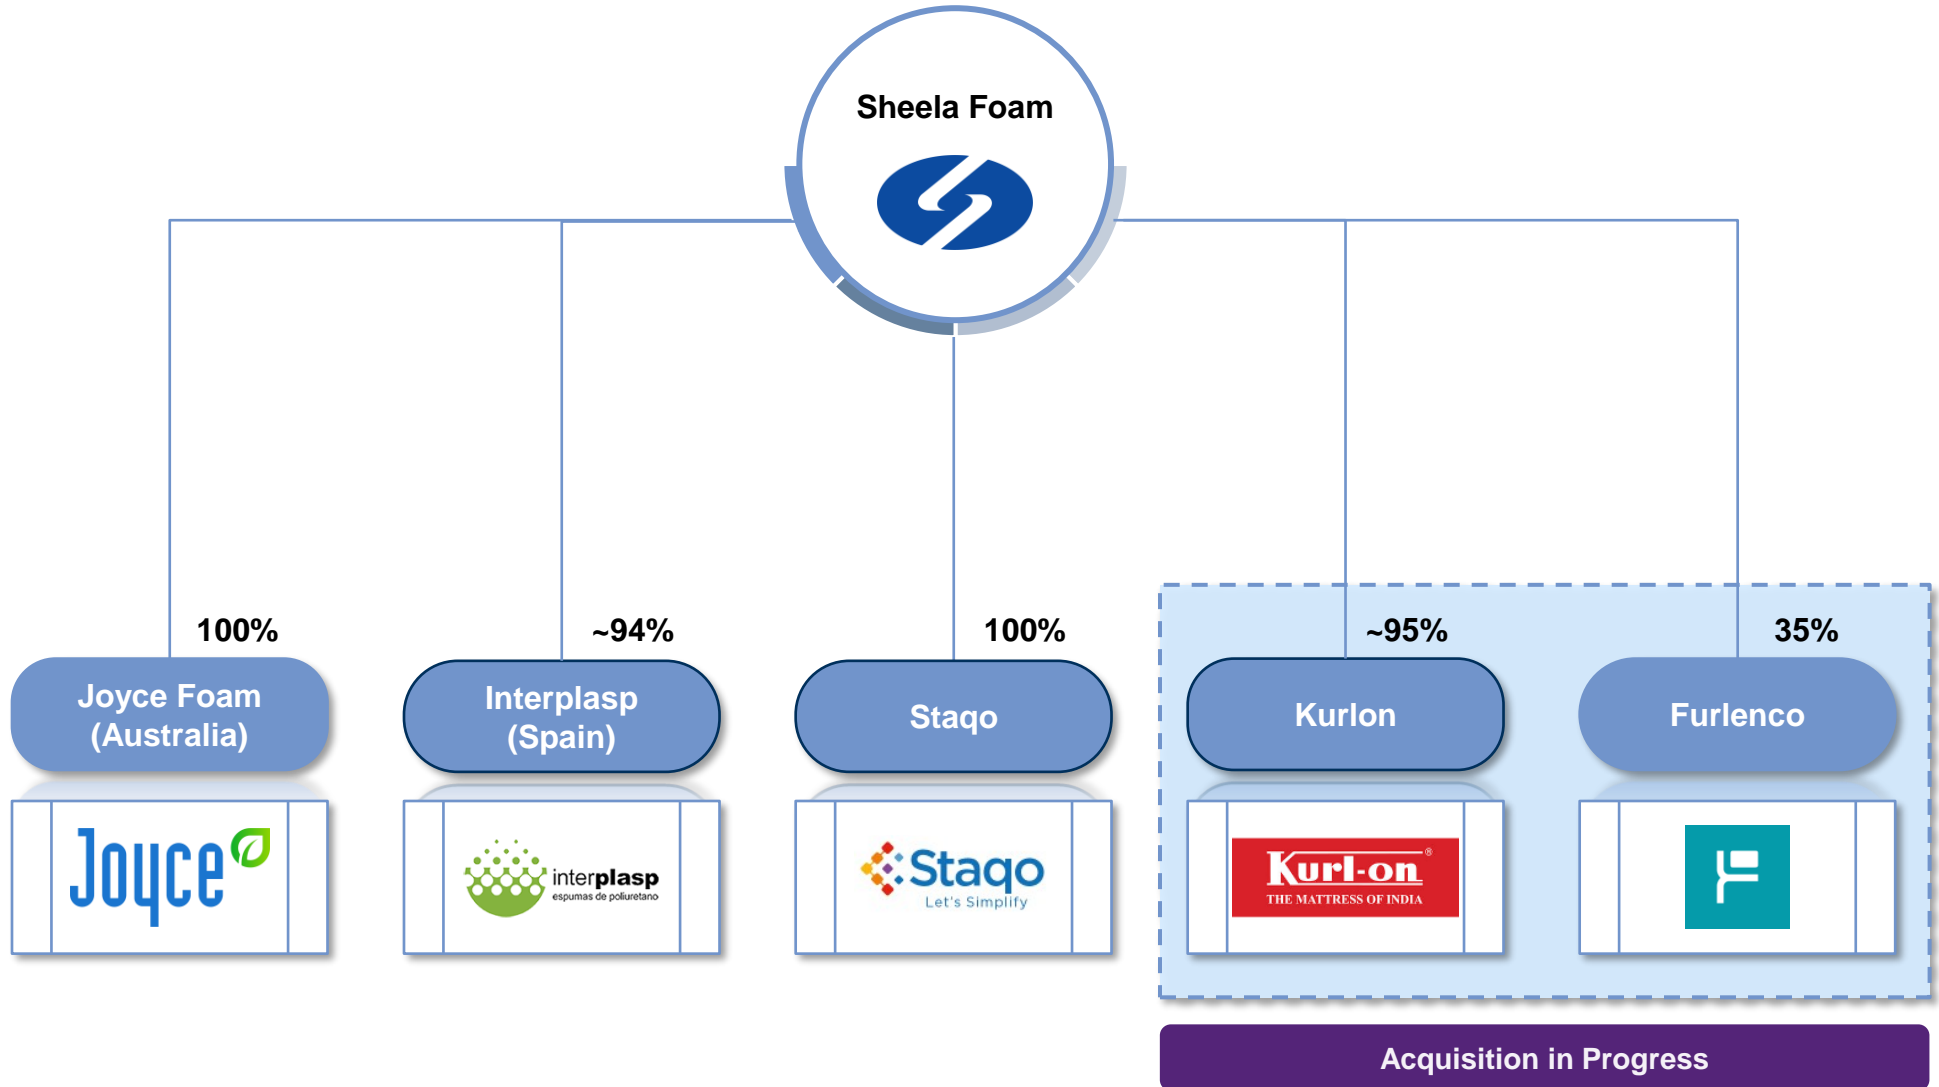 Sheela Foam
100%
~94%
100%
~95%
35%
Joyce Foam
(Australia)
Interplasp
(Spain)
Staqo
Kurlon
Furlenco
Joyce
interplasp
espumas de poliuretano
Staqo
Let's Simplify
Kurl-on®
THE MATTRESS OF INDIA
Acquisition in Progress